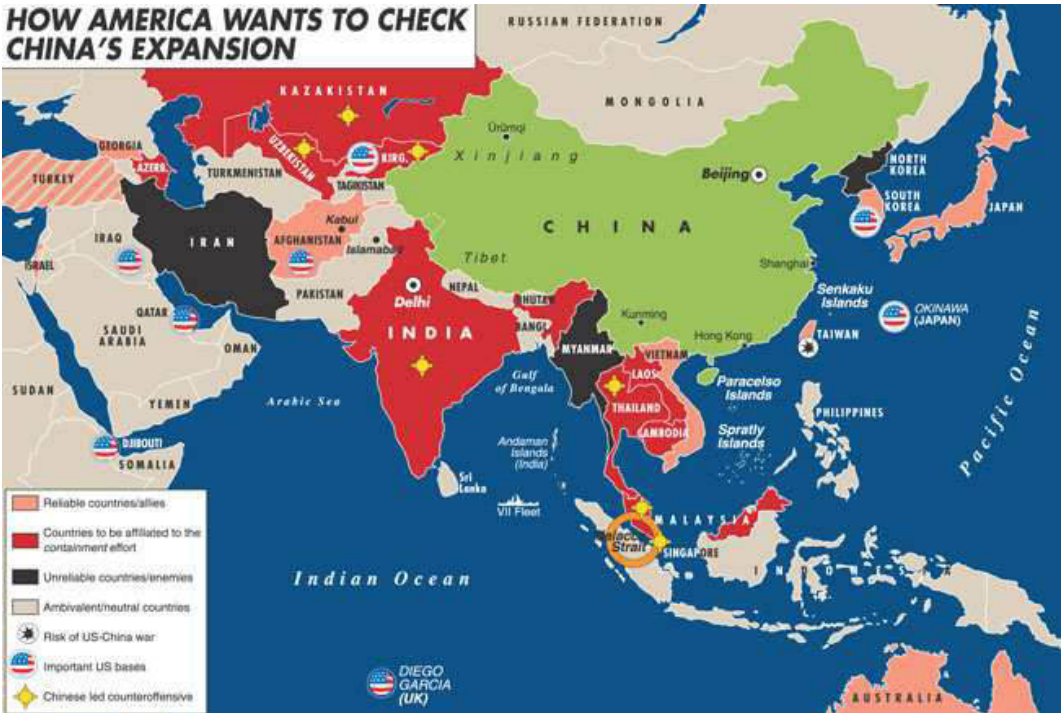 HOW AMERICA WANTS TO CHECK
CHINA'S EXPANSION
RUSSIAN FEDERATION
KAZAKISTAN
MONGOLIA
Ürümqi
Xinjiang
GEORGIA
AZERB.
UZBEKISTAN
KIRG.
TURKMENISTAN
TAGIKISTAN
TURKEY
Beijing
NORTH
KOREA
SOUTH
KOREA
JAPAN
CHINA
IRAQ
IRAN
Kabul
AFGHANISTAN
Islamabad
Tibet
ISRAEL
PAKISTAN
NEPAL
Delhi
BHUTAN
Shanghai
Senkaku
Islands
OKINAWA
(JAPAN)
QATAR
SAUDI
ARABIA
OMAN
INDIA
BANGL.
Kunming
Hong Kong
TAIWAN
MYANMAR
VIETNAM
LAOS
Gulf
of Bengala
Paracelso
Islands
SUDAN
YEMEN
Arabic Sea
THAILAND
CAMBODIA
PHILIPPINES
Pacific Ocean
DJIBOUTI
SOMALIA
Andaman
Islands
(India)
Spratly
Islands
Sri
Lanka
VII Fleet
MALAYSIA
Malacca
Strait
SINGAPORE
INDONESIA
Indian Ocean
Reliable countries/allies
Countries to be affiliated to the
containment effort
Unreliable countries/enemies
Ambivalent/neutral countries
Risk of US-China war
Important US bases
Chinese led counteroffensive
DIEGO
GARCIA
(UK)
AUSTRALIA